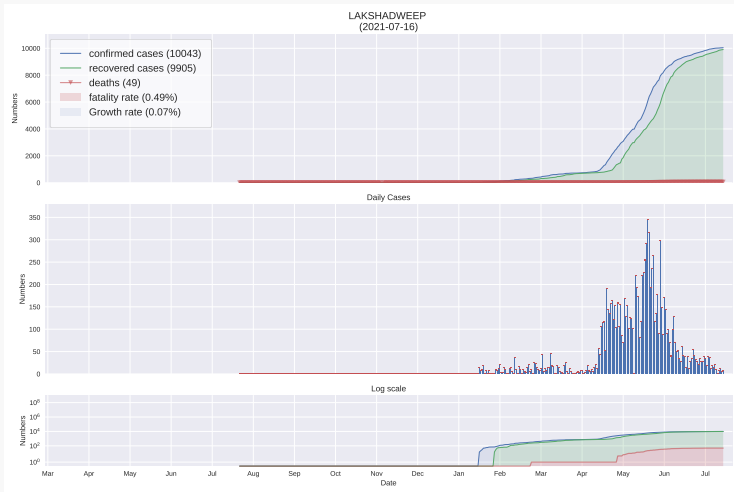 LAKSHADWEEP
(2021-07-16)
10000
8000
6000
4000
2000
0
Numbers
confirmed cases (10043)
recovered cases (9905)
deaths (49)
fatality rate (0.49%)
Growth rate (0.07%)
Daily Cases
350
300
250
200
150
100
50
0
Numbers
Log scale
10⁸
10⁶
10⁴
10²
10⁰
Numbers
Mar Apr May Jun Jul Aug Sep Oct Nov Dec Jan Feb Mar Apr May Jun Jul
Date